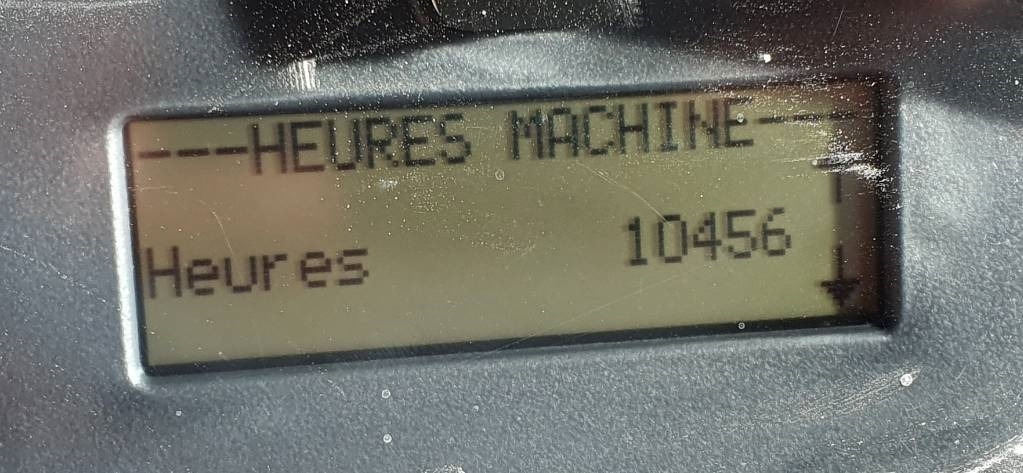 ---HEURES MACHINE---
Heures 10456